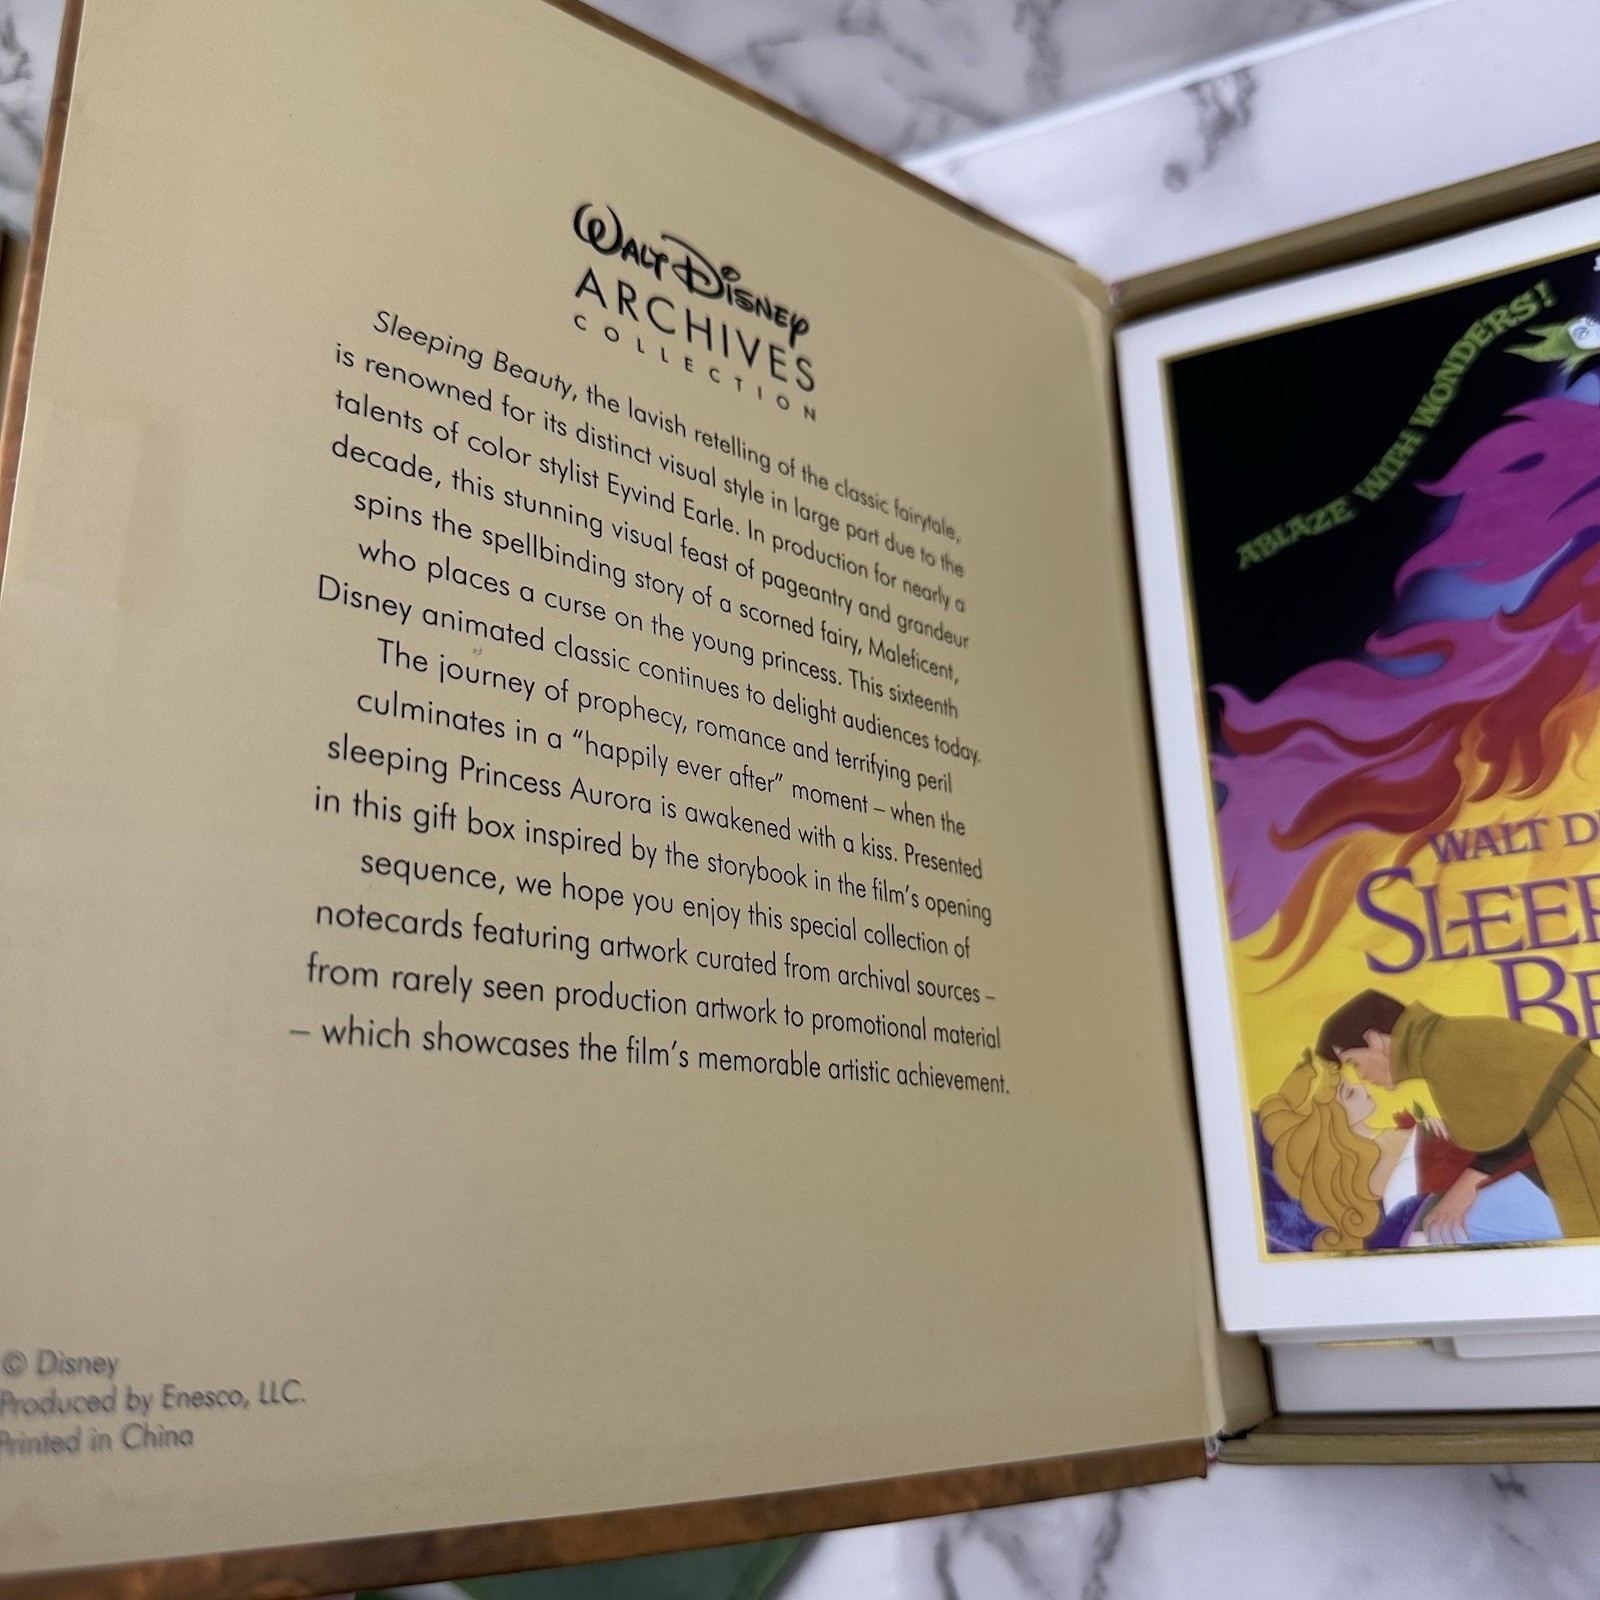 Walt Disney
ARCHIVES
COLLECTION
Sleeping Beauty, the lavish retelling of the classic fairytale,
is renowned for its distinct visual style in large part due to the
talents of color stylist Eyvind Earle. In production for nearly a
decade, this stunning visual feast of pageantry and grandeur
spins the spellbinding story of a scorned fairy, Maleficent,
who places a curse on the young princess. This sixteenth
Disney animated classic continues to delight audiences today.
The journey of prophecy, romance and terrifying peril
culminates in a “happily ever after” moment – when the
sleeping Princess Aurora is awakened with a kiss. Presented
in this gift box inspired by the storybook in the film’s opening
sequence, we hope you enjoy this special collection of
notecards featuring artwork curated from archival sources –
from rarely seen production artwork to promotional material
– which showcases the film’s memorable artistic achievement.
© Disney
Produced by Enesco, LLC.
Printed in China
ABLAZE WITH WONDERS!
WALT D
SLEE
BE